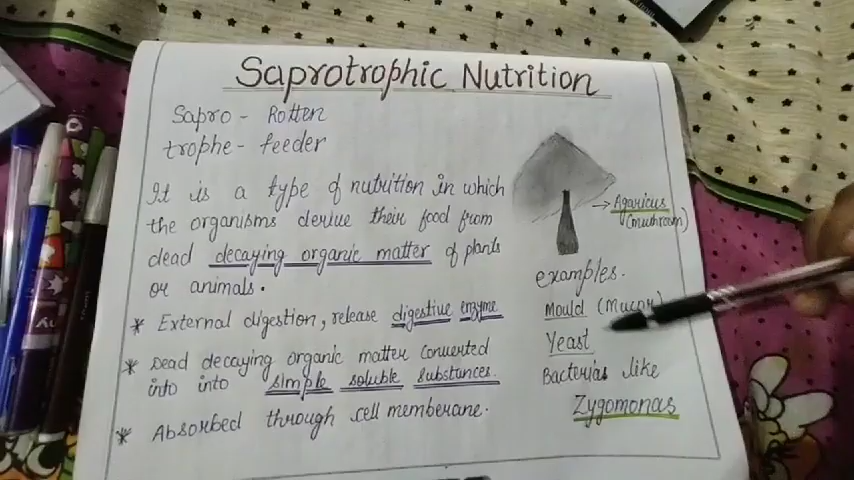 Saprotrophic Nutrition
Sapro - Rotten
trophe - feeder
It is a type of nutrition in which
the organisms derive their food from
dead decaying organic matter of plants
or animals.
* External digestion, release digestive enzyme
* Dead decaying organic matter converted
into into simple soluble substances.
* Absorbed through cell memberane.
→ Agaricus
(mushroom)
examples.
Mould (Mucor)
Yeast
Bacterias like
Zygomonas